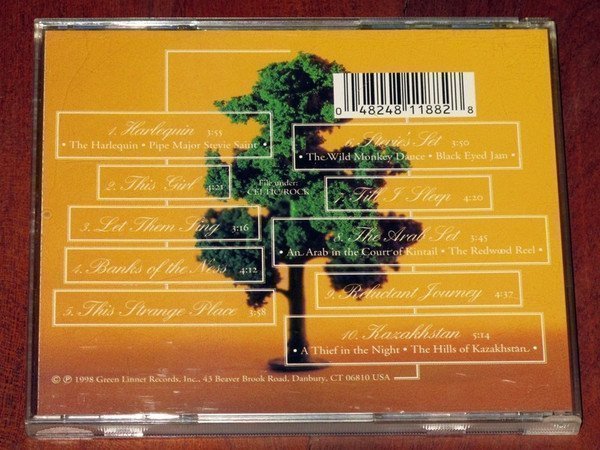 0 48248 11882 8
1. Harlequin 3:55
• The Harlequin • Pipe Major Stevie Saint •
2. This Girl 4:21
3. Let Them Sing 3:16
4. Banks of the Ness 4:12
5. This Strange Place 3:58
File under:
CELTIC/ROCK
6. Stevie's Set 3:50
• The Wild Monkey Dance • Black Eyed Jam •
7. Till I Sleep 4:20
8. The Arab Set 3:45
• An Arab in the Court of Kintail • The Redwood Reel •
9. Reluctant Journey 4:37
10. Kazakhstan 5:14
• A Thief in the Night • The Hills of Kazakhstan •
© ℗ 1998 Green Linnet Records, Inc., 43 Beaver Brook Road, Danbury, CT 06810 USA